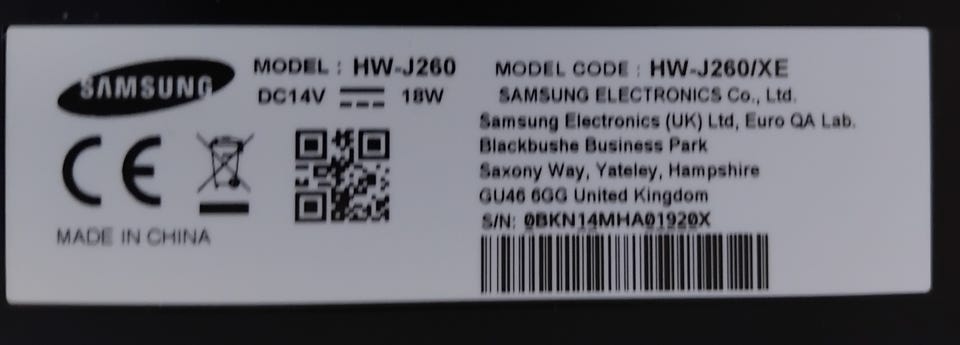 SAMSUNG
MODEL : HW-J260
DC14V 18W
CE
MADE IN CHINA
MODEL CODE : HW-J260/XE
SAMSUNG ELECTRONICS Co., Ltd.
Samsung Electronics (UK) Ltd, Euro QA Lab.
Blackbushe Business Park
Saxony Way, Yateley, Hampshire
GU46 6GG United Kingdom
S/N: 0BKN14MHA01920X